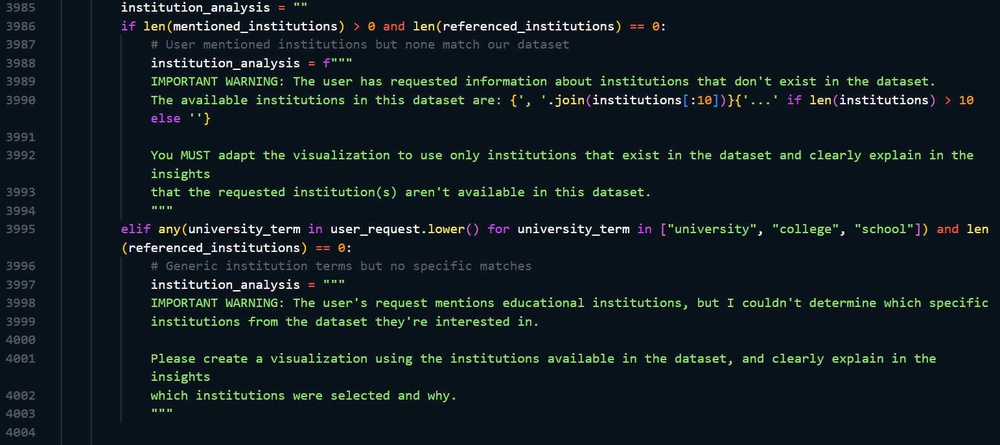 3985 institution_analysis = ""
3986 if len(mentioned_institutions) > 0 and len(referenced_institutions) == 0:
3987 # User mentioned institutions but none match our dataset
3988 institution_analysis = f"""
3989 IMPORTANT WARNING: The user has requested information about institutions that don't exist in the dataset.
3990 The available institutions in this dataset are: {', '.join(institutions[:10])}{'...' if len(institutions) > 10
else ''}
3991
3992 You MUST adapt the visualization to use only institutions that exist in the dataset and clearly explain in the
insights
3993 that the requested institution(s) aren't available in this dataset.
3994 """
3995 elif any(university_term in user_request.lower() for university_term in ["university", "college", "school"]) and len
(referenced_institutions) == 0:
3996 # Generic institution terms but no specific matches
3997 institution_analysis = """
3998 IMPORTANT WARNING: The user's request mentions educational institutions, but I couldn't determine which specific
3999 institutions from the dataset they're interested in.
4000
4001 Please create a visualization using the institutions available in the dataset, and clearly explain in the
insights
4002 which institutions were selected and why.
4003 """
4004